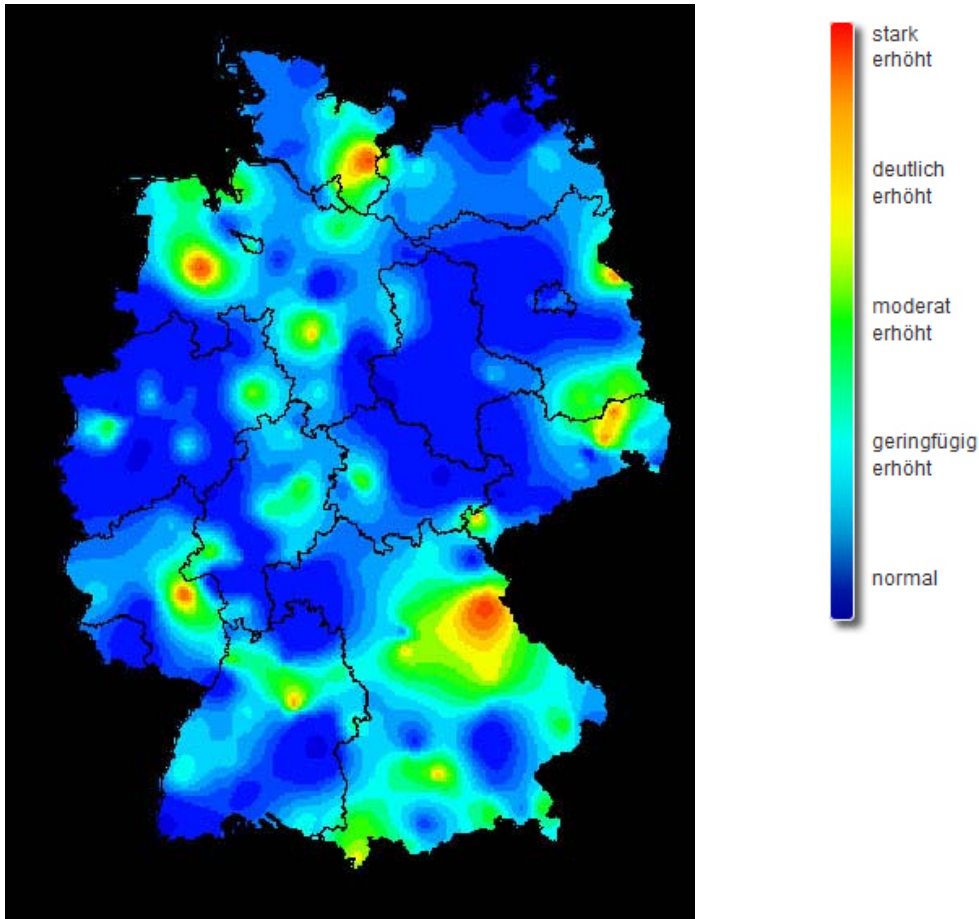 stark
erhöht
deutlich
erhöht
moderat
erhöht
geringfügig
erhöht
normal